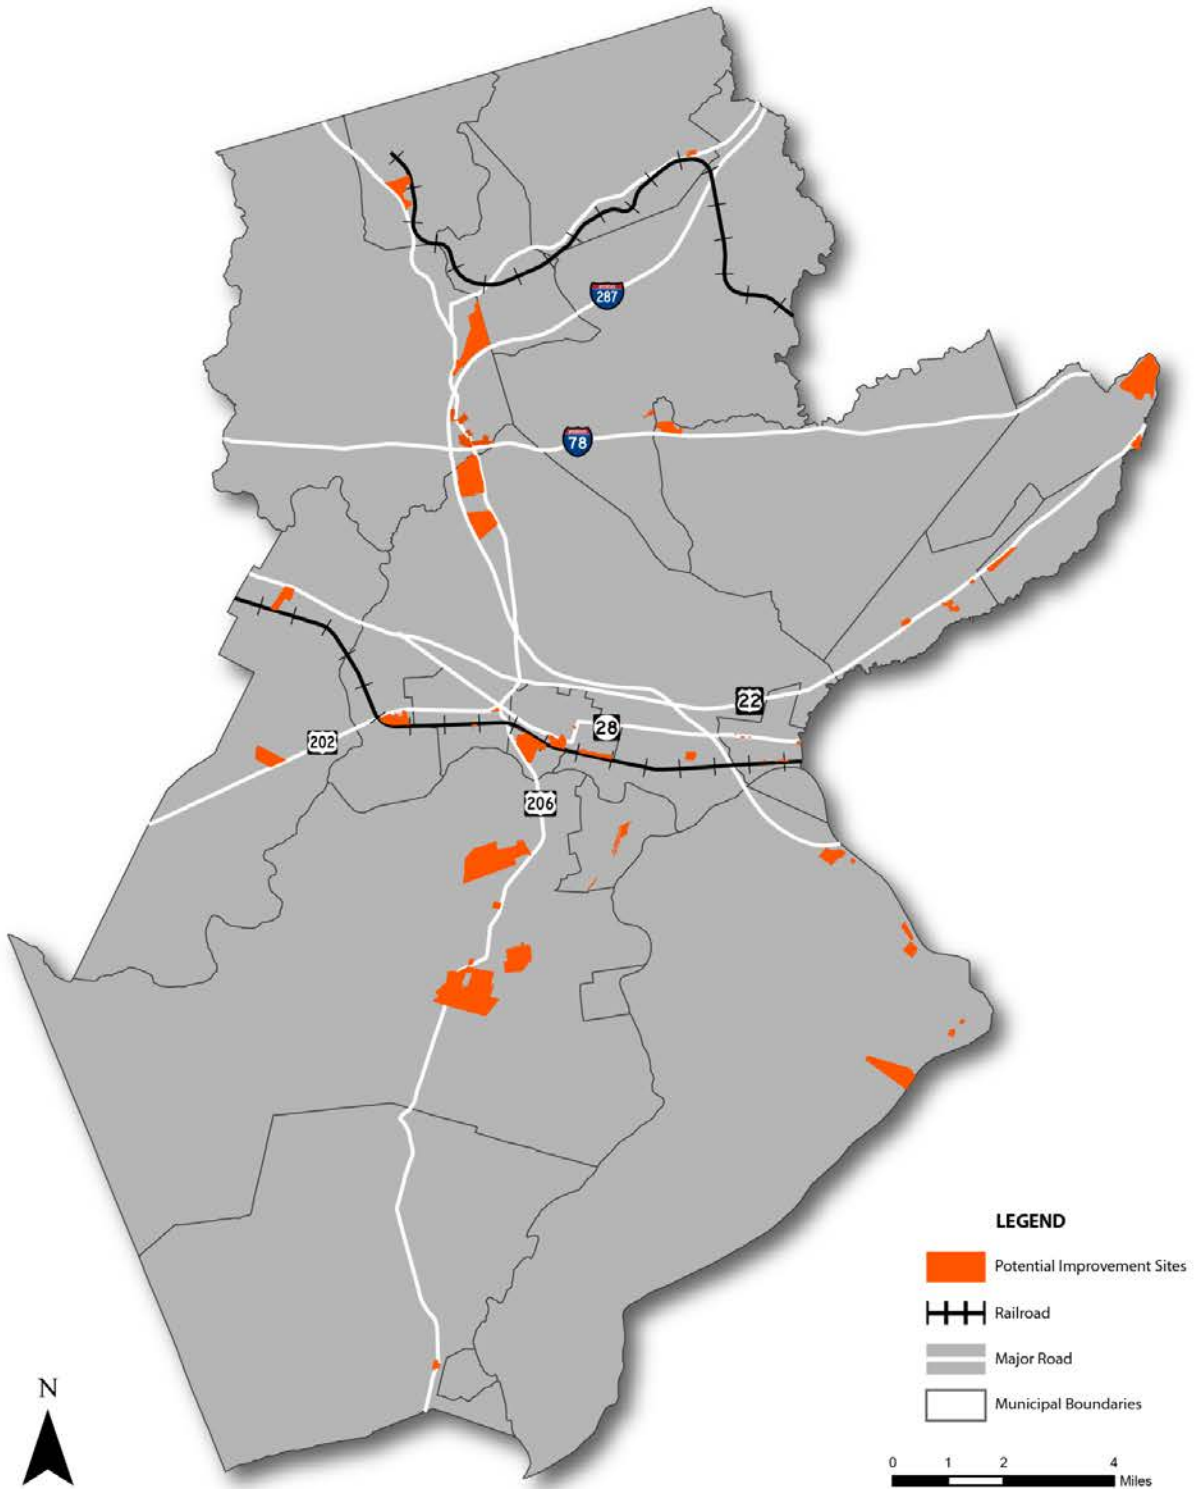 287
78
22
28
202
206
LEGEND
Potential Improvement Sites
Railroad
Major Road
Municipal Boundaries
N
0 1 2 4
Miles